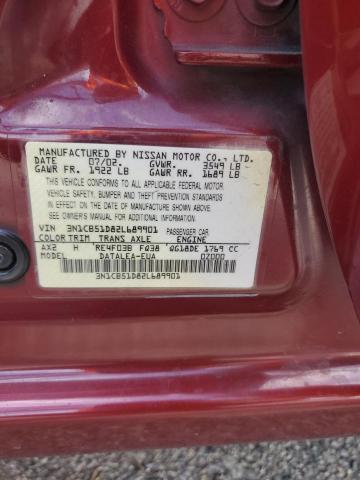 MANUFACTURED BY NISSAN MOTOR CO., LTD.
DATE 07/02. GVWR. 3549 LB
GAWR FR. 1922 LB GAWR RR. 1689 LB
THIS VEHICLE CONFORMS TO ALL APPLICABLE FEDERAL MOTOR
VEHICLE SAFETY, BUMPER AND THEFT PREVENTION STANDARDS
IN EFFECT ON THE DATE OF MANUFACTURE SHOWN ABOVE.
SEE OWNER'S MANUAL FOR ADDITIONAL INFORMATION
VIN 3N1CB51D82L689901 PASSENGER CAR
COLOR TRIM TRANS AXLE ENGINE
AX2 H RE4F03B FQ38 QG18DE 1769 CC
MODEL DATALEA-EUA 0Z000
3N1CB51D82L689901